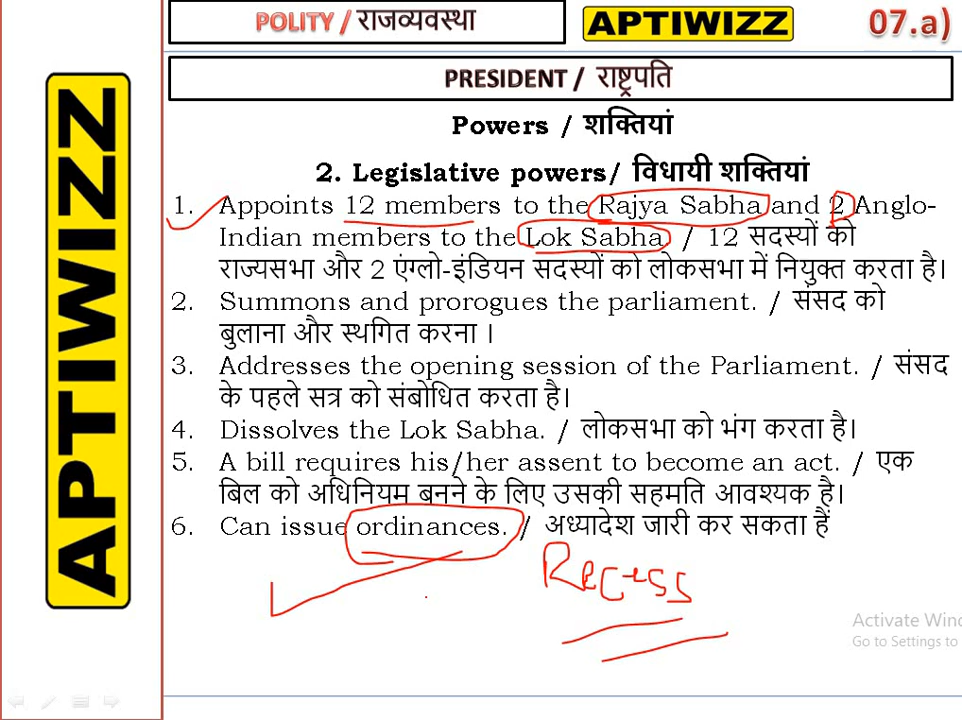 POLITY / राजव्यवस्था
APTIWIZZ
07.a)
PRESIDENT / राष्ट्रपति
APTIWIZZ
Powers / शक्तियां
2. Legislative powers/ विधायी शक्तियां
1. Appoints 12 members to the Rajya Sabha and 2 Anglo-
Indian members to the Lok Sabha / 12 सदस्यों को
राज्यसभा और 2 एंग्लो-इंडियन सदस्यों को लोकसभा में नियुक्त करता है।
2. Summons and prorogues the parliament. / संसद को
बुलाना और स्थगित करना ।
3. Addresses the opening session of the Parliament. / संसद
के पहले सत्र को संबोधित करता है।
4. Dissolves the Lok Sabha. / लोकसभा को भंग करता है।
5. A bill requires his/her assent to become an act. / एक
बिल को अधिनियम बनने के लिए उसकी सहमति आवश्यक है।
6. Can issue ordinances. / अध्यादेश जारी कर सकता हैं
Recess
Activate Win
Go to Settings to